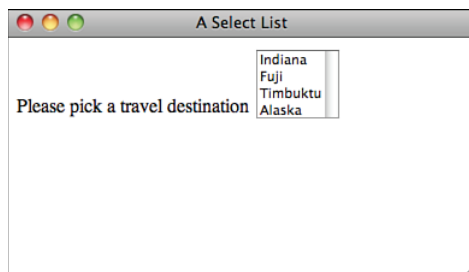 A Select List
Indiana
Fuji
Timbuktu
Please pick a travel destination Alaska